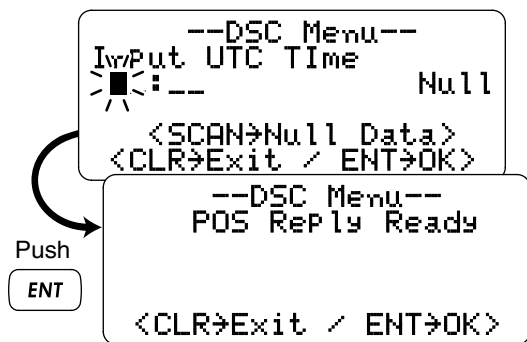 --DSC Menu--
Input UTC TIme
:__ Null
<SCAN→Null Data>
<CLR→Exit / ENT→OK>
--DSC Menu--
POS Reply Ready
<CLR→Exit / ENT→OK>
Push
ENT